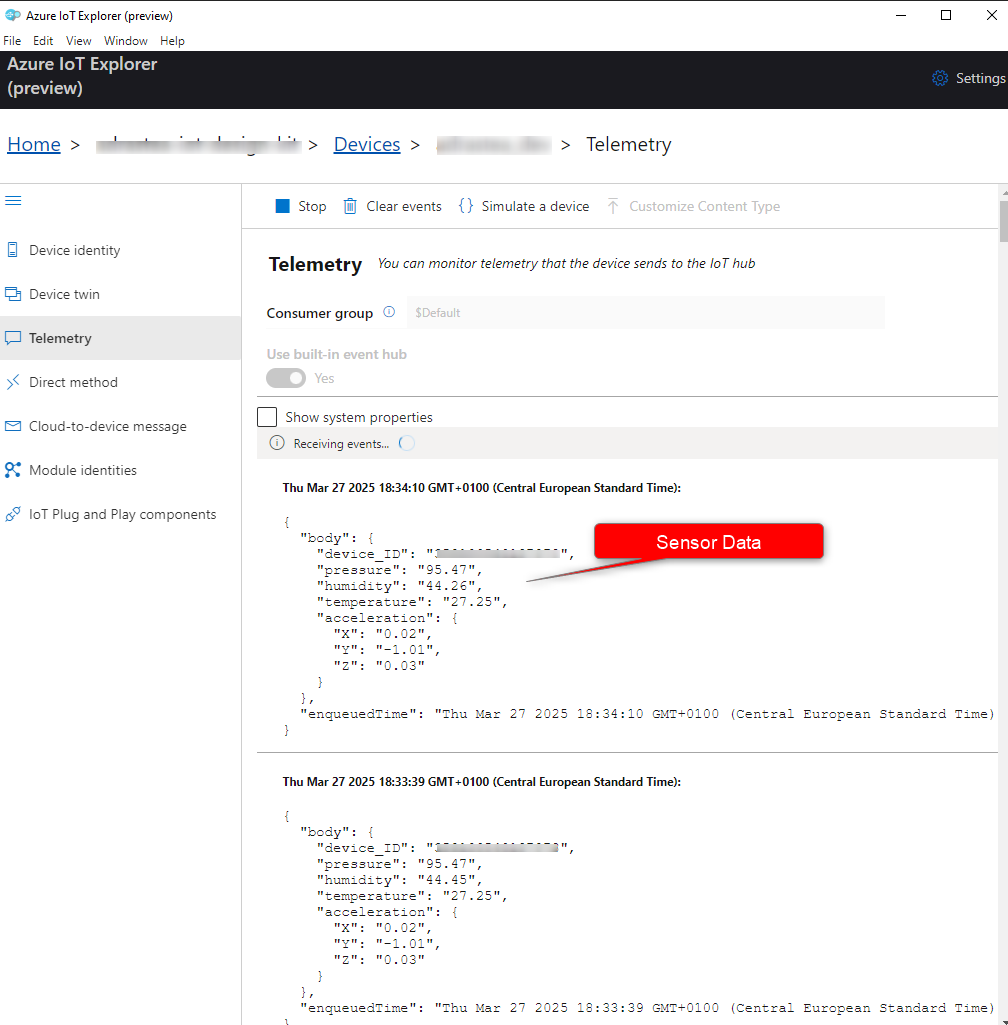 Azure IoT Explorer (preview)
File Edit View Window Help
Azure IoT Explorer
(preview)
Settings
Home > > Devices > > Telemetry
Stop Clear events {} Simulate a device Customize Content Type
Device identity
Device twin
Telemetry
Direct method
Cloud-to-device message
Module identities
IoT Plug and Play components
Telemetry You can monitor telemetry that the device sends to the IoT hub
Consumer group $Default
Use built-in event hub
Yes
Show system properties
Receiving events...
Thu Mar 27 2025 18:34:10 GMT+0100 (Central European Standard Time):
{
"body": {
"device_ID": "",
"pressure": "95.47",
"humidity": "44.26",
"temperature": "27.25",
"acceleration": {
"X": "0.02",
"Y": "-1.01",
"Z": "0.03"
}
},
"enqueuedTime": "Thu Mar 27 2025 18:34:10 GMT+0100 (Central European Standard Time)
}
Sensor Data
Thu Mar 27 2025 18:33:39 GMT+0100 (Central European Standard Time):
{
"body": {
"device_ID": "",
"pressure": "95.47",
"humidity": "44.45",
"temperature": "27.25",
"acceleration": {
"X": "0.02",
"Y": "-1.01",
"Z": "0.03"
}
},
"enqueuedTime": "Thu Mar 27 2025 18:33:39 GMT+0100 (Central European Standard Time)
}